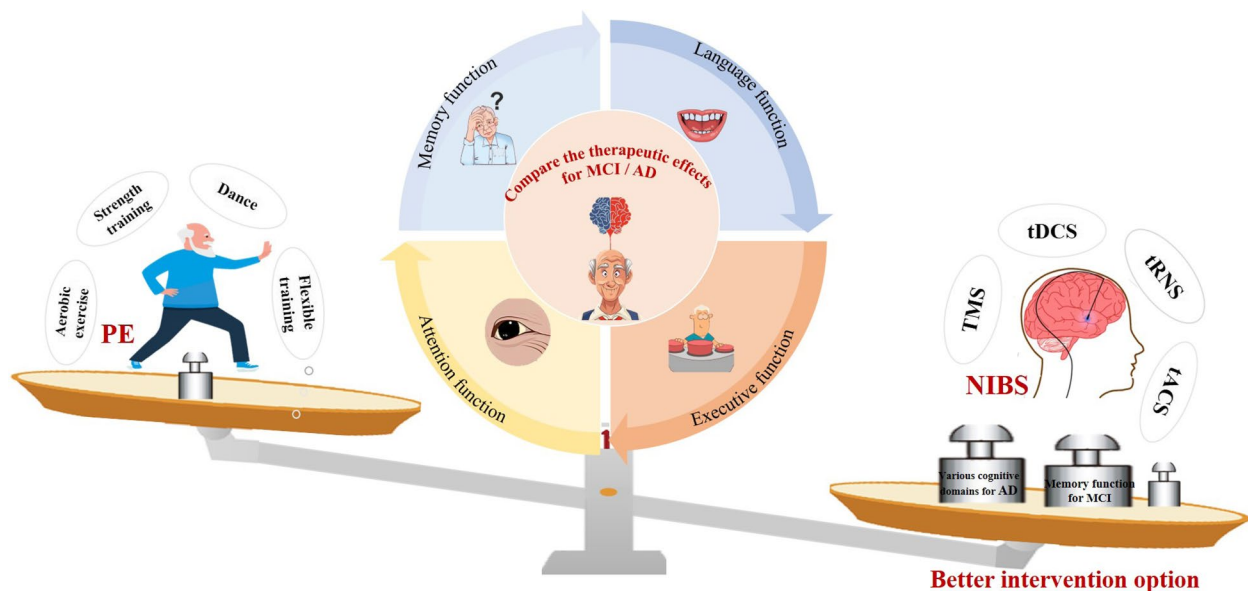 Memory function
?
Language function
Compare the therapeutic effects
for MCI / AD
Attention function
Executive function
Strength
training
Dance
Aerobic
exercise
Flexible
training
PE
tDCS
tRNS
TMS
tACS
NIBS
Various cognitive
domains for AD
Memory function
for MCI
Better intervention option